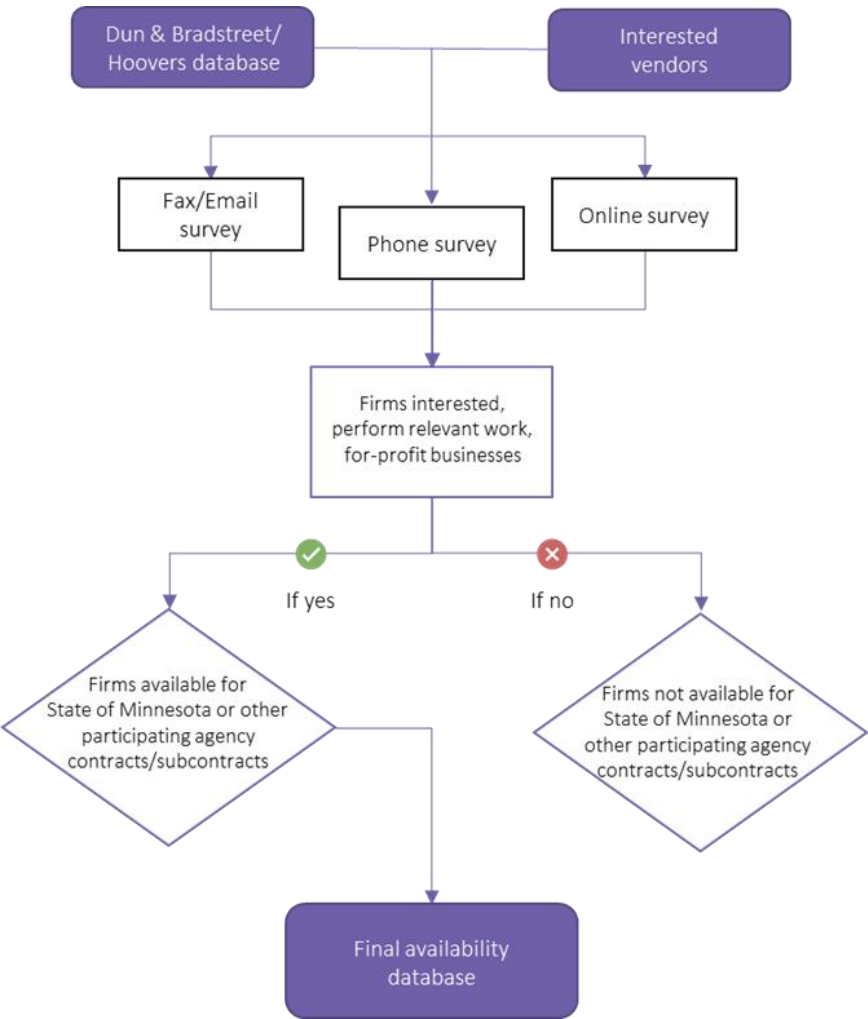 Dun & Bradstreet/
Hoovers database
Interested
vendors
Fax/Email
survey
Phone survey
Online survey
Firms interested,
perform relevant work,
for-profit businesses
If yes
If no
Firms available for
State of Minnesota or other
participating agency
contracts/subcontracts
Firms not available for
State of Minnesota or
other participating agency
contracts/subcontracts
Final availability
database